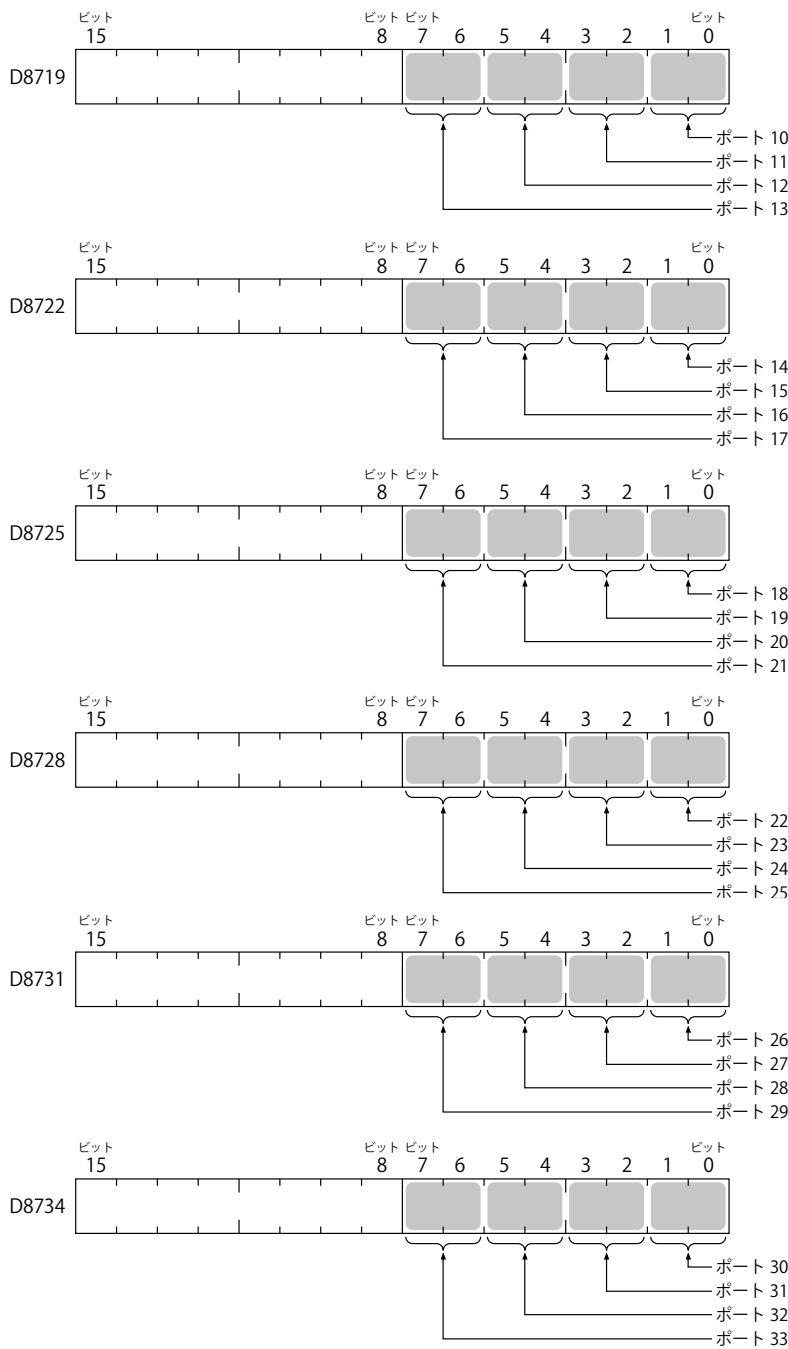 ビット ビット ビット ビット
15 8 7 6 5 4 3 2 1 0
D8719
ポート 10
ポート 11
ポート 12
ポート 13
ビット ビット ビット ビット
15 8 7 6 5 4 3 2 1 0
D8722
ポート 14
ポート 15
ポート 16
ポート 17
ビット ビット ビット ビット
15 8 7 6 5 4 3 2 1 0
D8725
ポート 18
ポート 19
ポート 20
ポート 21
ビット ビット ビット ビット
15 8 7 6 5 4 3 2 1 0
D8728
ポート 22
ポート 23
ポート 24
ポート 25
ビット ビット ビット ビット
15 8 7 6 5 4 3 2 1 0
D8731
ポート 26
ポート 27
ポート 28
ポート 29
ビット ビット ビット ビット
15 8 7 6 5 4 3 2 1 0
D8734
ポート 30
ポート 31
ポート 32
ポート 33